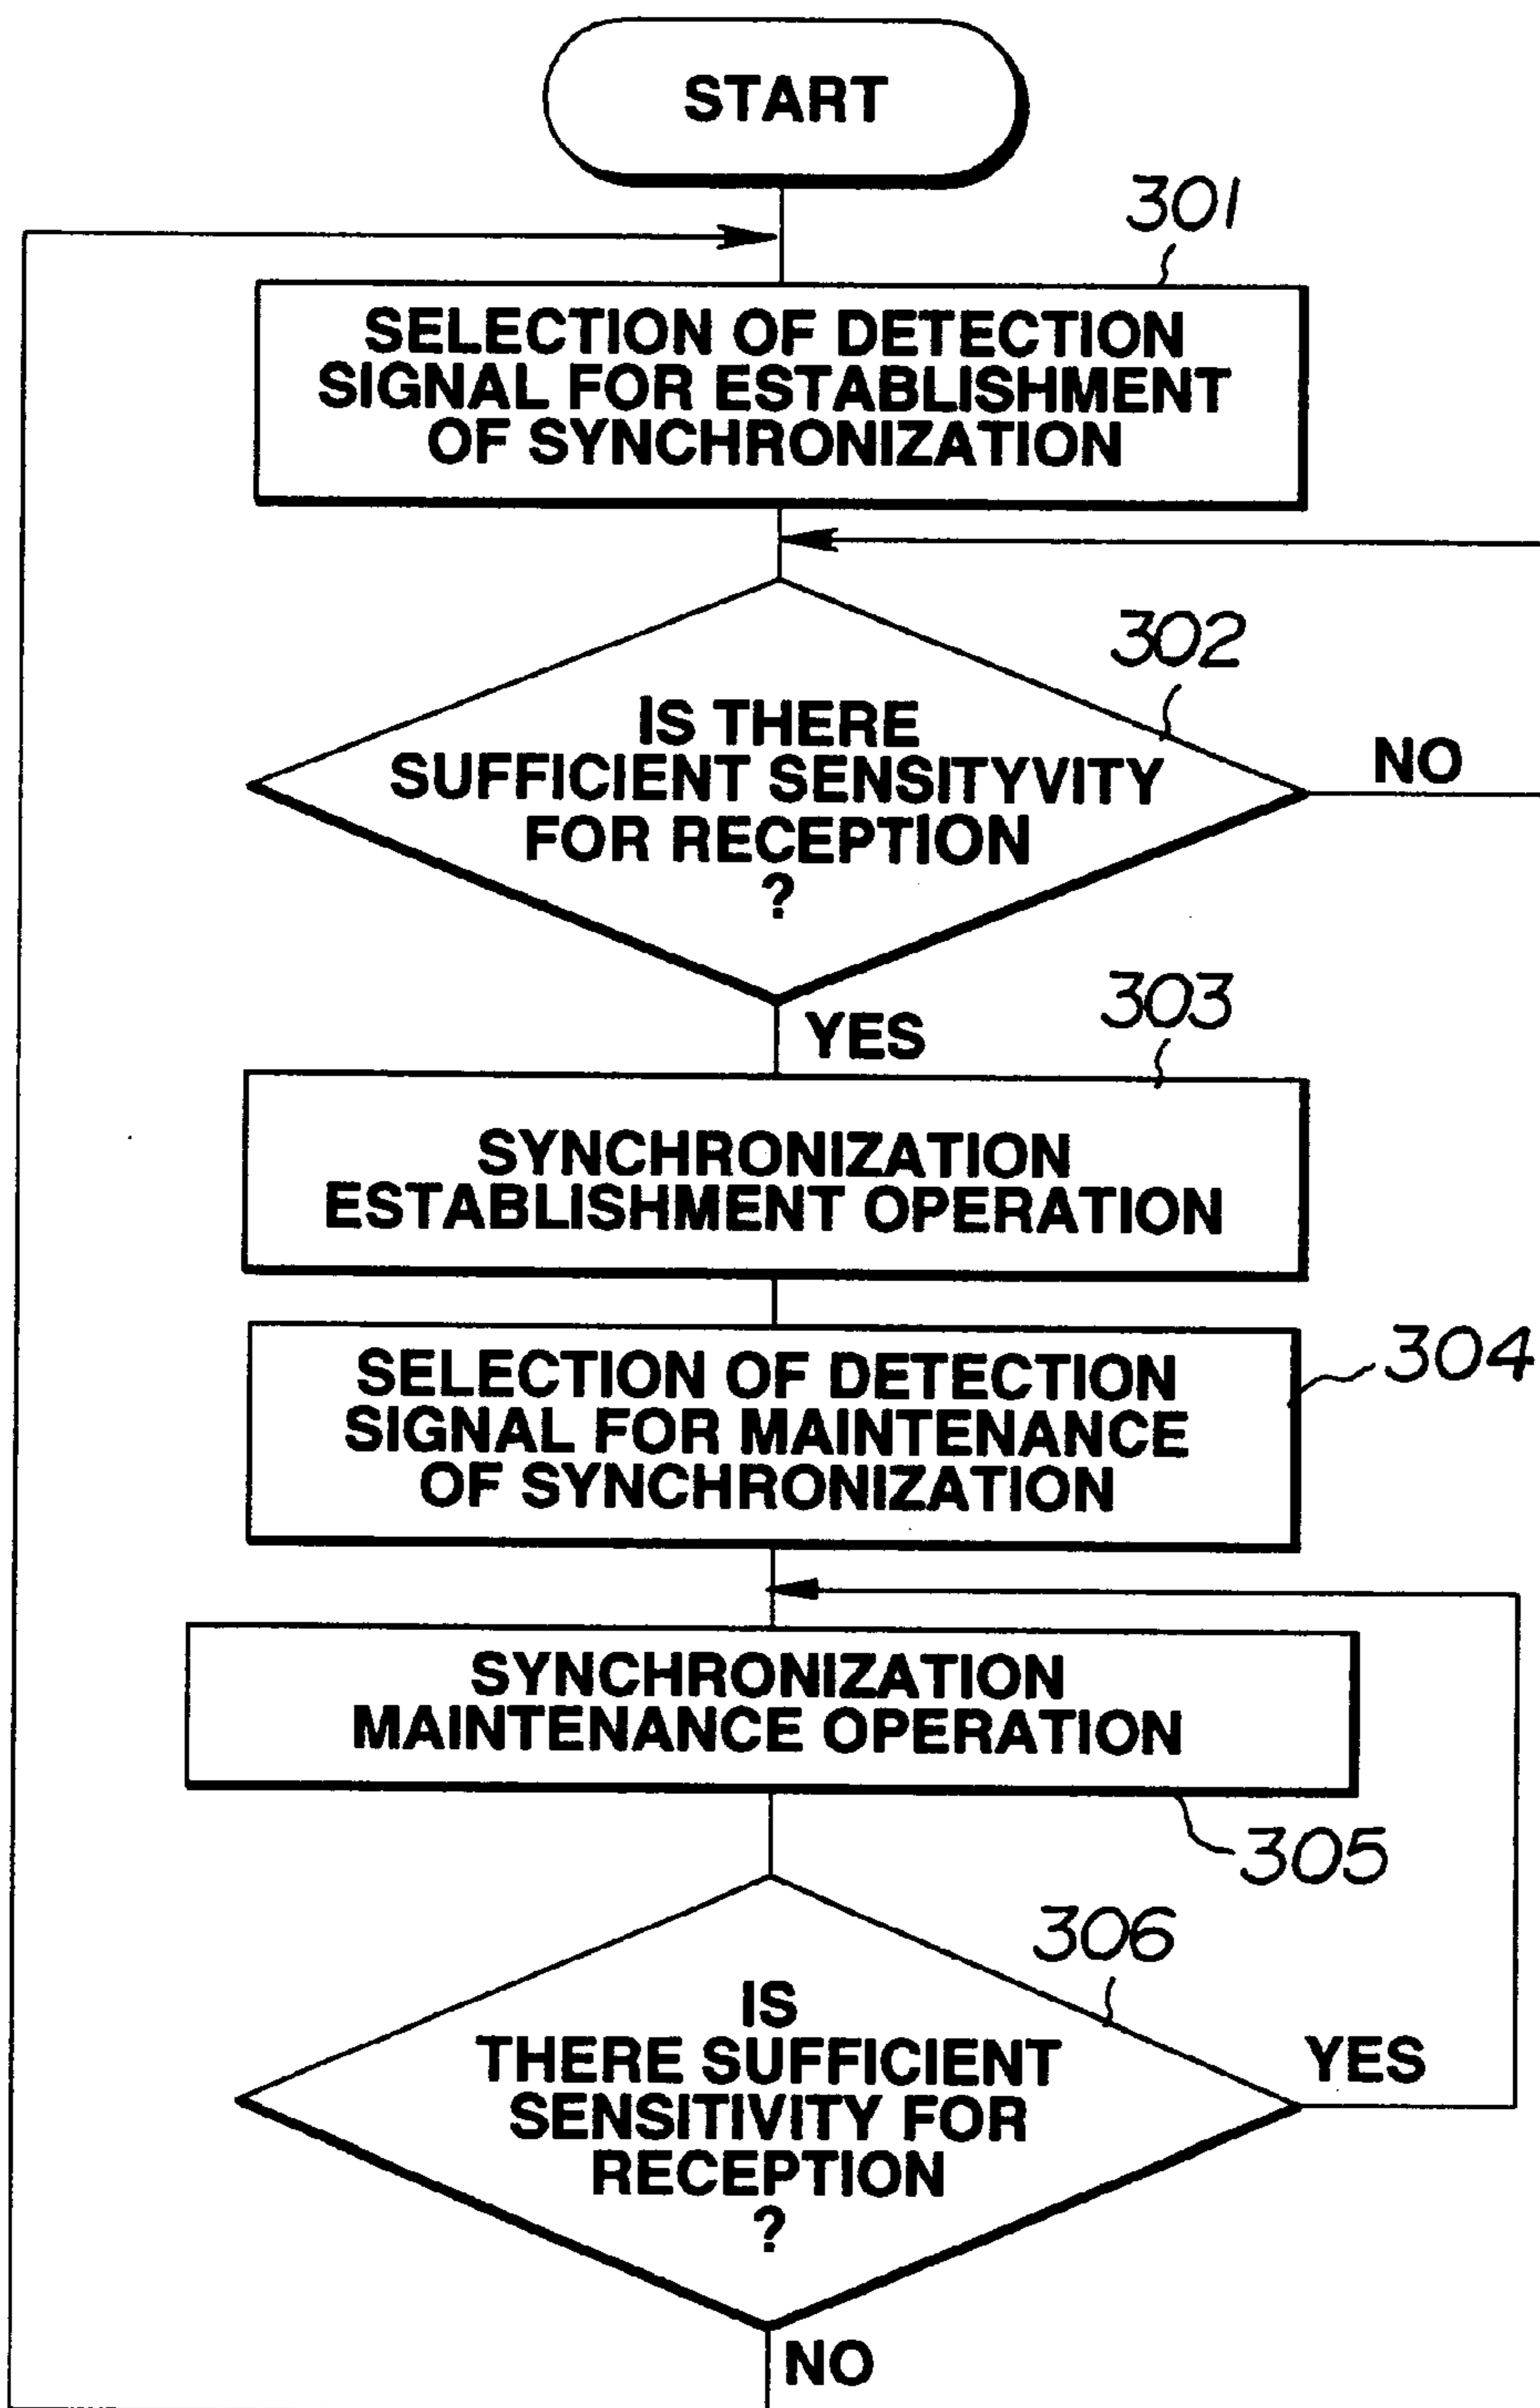 START
301
SELECTION OF DETECTION
SIGNAL FOR ESTABLISHMENT
OF SYNCHRONIZATION
302
IS THERE
SUFFICIENT SENSITYVITY
FOR RECEPTION
?
NO
YES
303
SYNCHRONIZATION
ESTABLISHMENT OPERATION
304
SELECTION OF DETECTION
SIGNAL FOR MAINTENANCE
OF SYNCHRONIZATION
SYNCHRONIZATION
MAINTENANCE OPERATION
305
306
IS
THERE SUFFICIENT
SENSITIVITY FOR
RECEPTION
?
YES
NO